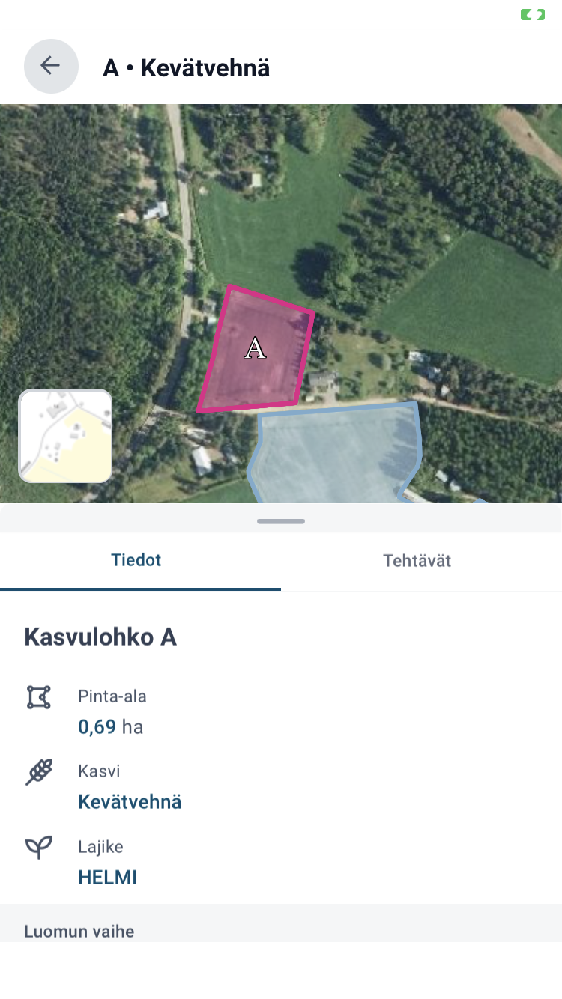 A • Kevätvehnä
A
Tiedot
Tehtävät
Kasvulohko A
Pinta-ala
0,69 ha
Kasvi
Kevätvehnä
Lajike
HELMI
Luomun vaihe